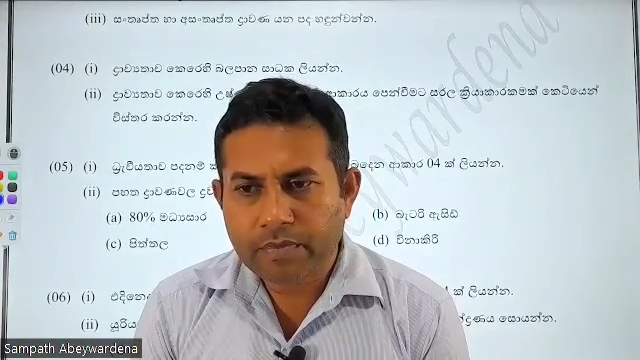 (iii) සංතෘප්ත හා අසංතෘප්ත ද්‍රාවණ යන පද හඳුන්වන්න.
(04) (i) ද්‍රාව්‍යතාව කෙරෙහි බලපාන සාධක ලියන්න.
(ii) ද්‍රාව්‍යතාව කෙරෙහි ආකාරය පෙන්වීමට සරල ක්‍රියාකාරකමක් කෙටියෙන්
විස්තර කරන්න.
(05) (i) ධ්‍රැවීයතාව පදනම් ආකාර 04 ක් ලියන්න.
(ii) පහත ද්‍රාවණවල
(a) 80% මධ්‍යසාර (b) බැටරි ඇසිඩ්
(c) පිත්තල (d) විනාකිරි
(06) (i) ක් ලියන්න.
(ii) සොයන්න.
Sampath Abeywardena